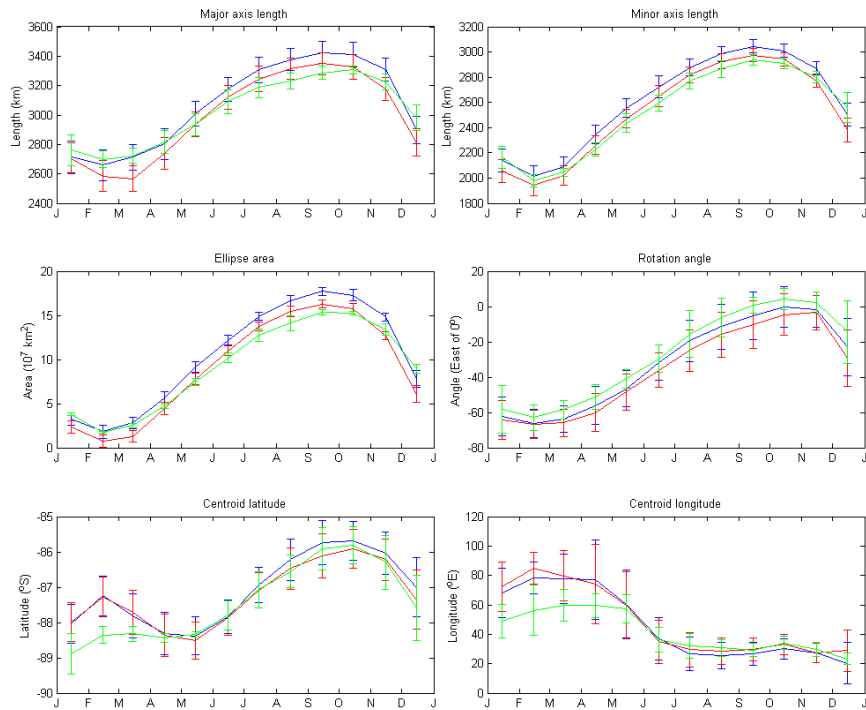 Major axis length
3600
3400
3200
3000
2800
2600
2400
Length (km)
J F M A M J J A S O N D J
Minor axis length
3200
3000
2800
2600
2400
2200
2000
1800
Length (km)
J F M A M J J A S O N D J
Ellipse area
20
15
10
5
0
Area (10⁷ km²)
J F M A M J J A S O N D J
Rotation angle
20
0
-20
-40
-60
-80
Angle (East of 0º)
J F M A M J J A S O N D J
Centroid latitude
-85
-86
-87
-88
-89
-90
Latitude (ºS)
J F M A M J J A S O N D J
Centroid longitude
120
100
80
60
40
20
0
Longitude (ºE)
J F M A M J J A S O N D J